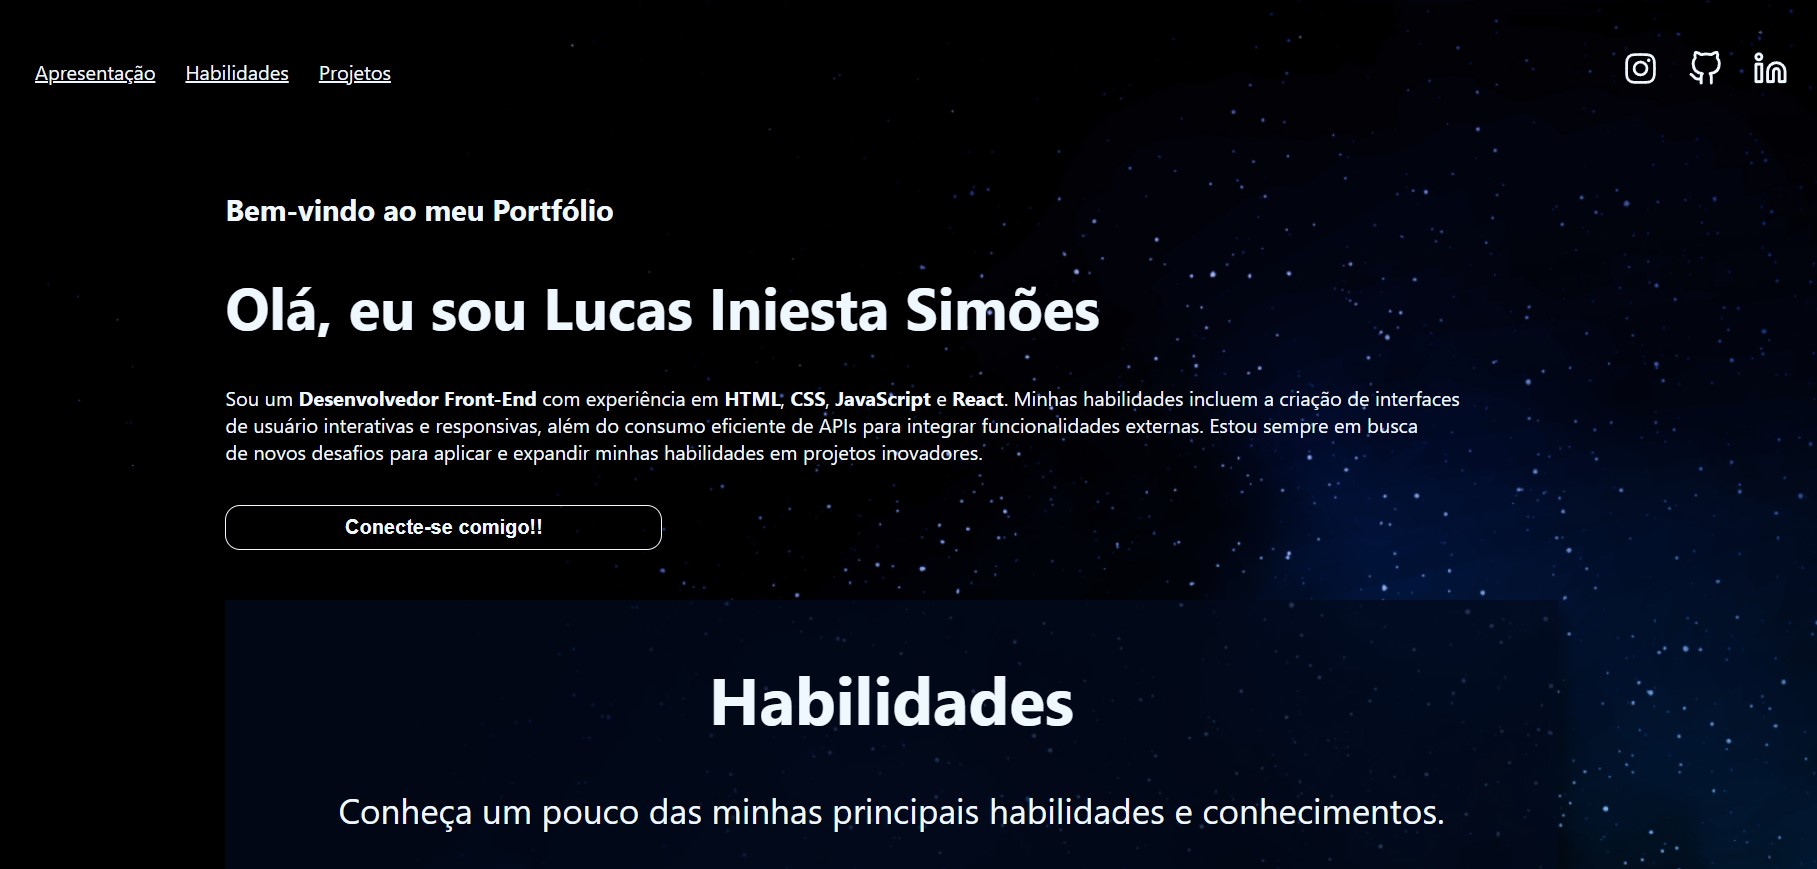 Apresentação Habilidades Projetos
Bem-vindo ao meu Portfólio
Olá, eu sou Lucas Iniesta Simões
Sou um Desenvolvedor Front-End com experiência em HTML, CSS, JavaScript e React. Minhas habilidades incluem a criação de interfaces
de usuário interativas e responsivas, além do consumo eficiente de APIs para integrar funcionalidades externas. Estou sempre em busca
de novos desafios para aplicar e expandir minhas habilidades em projetos inovadores.
Conecte-se comigo!!
Habilidades
Conheça um pouco das minhas principais habilidades e conhecimentos.